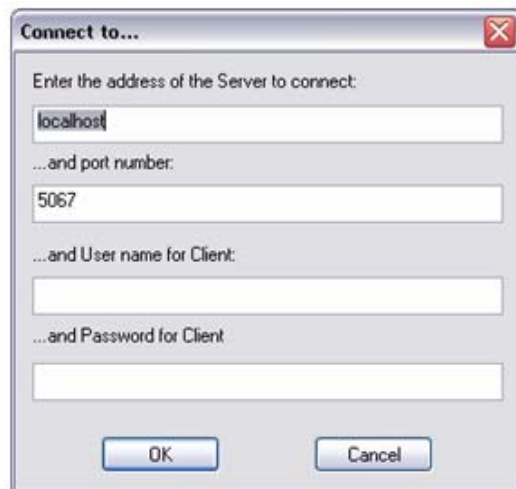 Connect to...
Enter the address of the Server to connect:
localhost
...and port number:
5067
...and User name for Client:
...and Password for Client
OK
Cancel